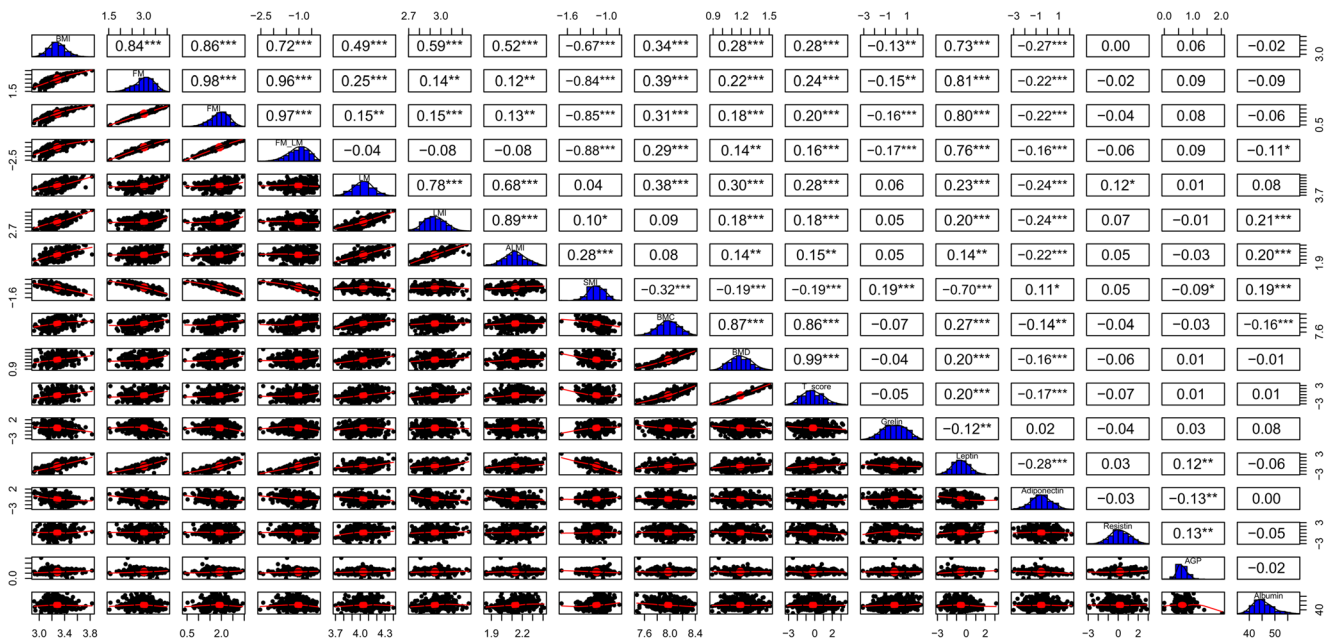 1.5 3.0 −2.5 −1.0 2.7 3.0 −1.6 −1.0 0.9 1.2 1.5 −3 −1 1 −3 −1 1 0.0 1.0 2.0
BMI 0.84*** 0.86*** 0.72*** 0.49*** 0.59*** 0.52*** −0.67*** 0.34*** 0.28*** 0.28*** −0.13** 0.73*** −0.27*** 0.00 0.06 −0.02 3.0
1.5 FM 0.98*** 0.96*** 0.25*** 0.14** 0.12** −0.84*** 0.39*** 0.22*** 0.24*** −0.15** 0.81*** −0.22*** −0.02 0.09 −0.09
FMI 0.97*** 0.15** 0.15*** 0.13** −0.85*** 0.31*** 0.18*** 0.20*** −0.16*** 0.80*** −0.22*** −0.04 0.08 −0.06 0.5
−2.5 FM_LM −0.04 −0.08 −0.08 −0.88*** 0.29*** 0.14** 0.16*** −0.17*** 0.76*** −0.16*** −0.06 0.09 −0.11*
LM 0.78*** 0.68*** 0.04 0.38*** 0.30*** 0.28*** 0.06 0.23*** −0.24*** 0.12* 0.01 0.08 3.7
2.7 LMI 0.89*** 0.10* 0.09 0.18*** 0.18*** 0.05 0.20*** −0.24*** 0.07 −0.01 0.21***
ALMI 0.28*** 0.08 0.14** 0.15** 0.05 0.14** −0.22*** 0.05 −0.03 0.20*** 1.9
−1.6 SMI −0.32*** −0.19*** −0.19*** 0.19*** −0.70*** 0.11* 0.05 −0.09* 0.19***
BMC 0.87*** 0.86*** −0.07 0.27*** −0.14** −0.04 −0.03 −0.16*** 7.6
0.9 BMD 0.99*** −0.04 0.20*** −0.16*** −0.06 0.01 −0.01
T_score −0.05 0.20*** −0.17*** −0.07 0.01 0.01 −3 3
−3 2 Grelin −0.12** 0.02 −0.04 0.03 0.08
Leptin −0.28*** 0.03 0.12** −0.06 −3 3
−3 2 Adiponectin −0.03 −0.13** 0.00
Resistin 0.13** −0.05 −3 3
0.0 AGP −0.02
Albumin 40
3.0 3.4 3.8 0.5 2.0 3.7 4.0 4.3 1.9 2.2 7.6 8.0 8.4 −3 0 2 −3 0 2 −3 0 2 40 50